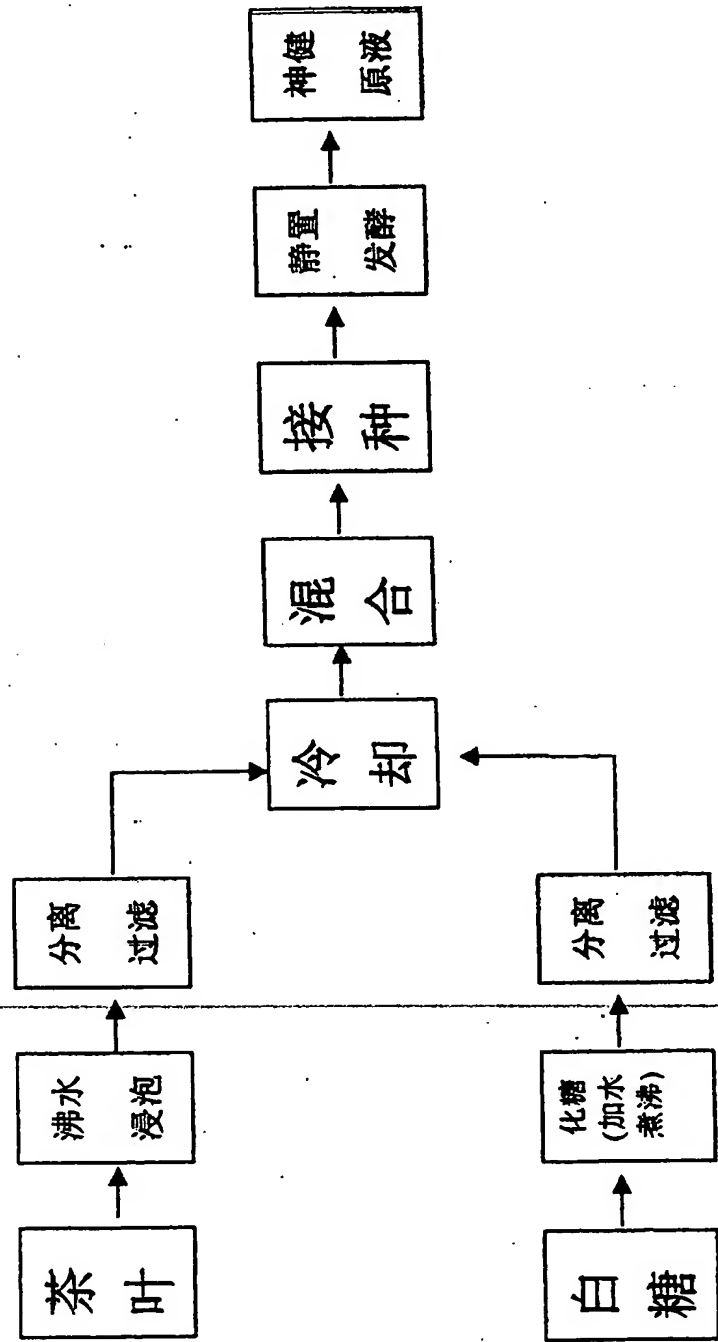 茶
叶
沸水
浸泡
分离
过滤
白
糖
化糖
(加水
煮沸)
分离
过滤
冷
却
混
合
接
种
静置
发酵
神健
原液